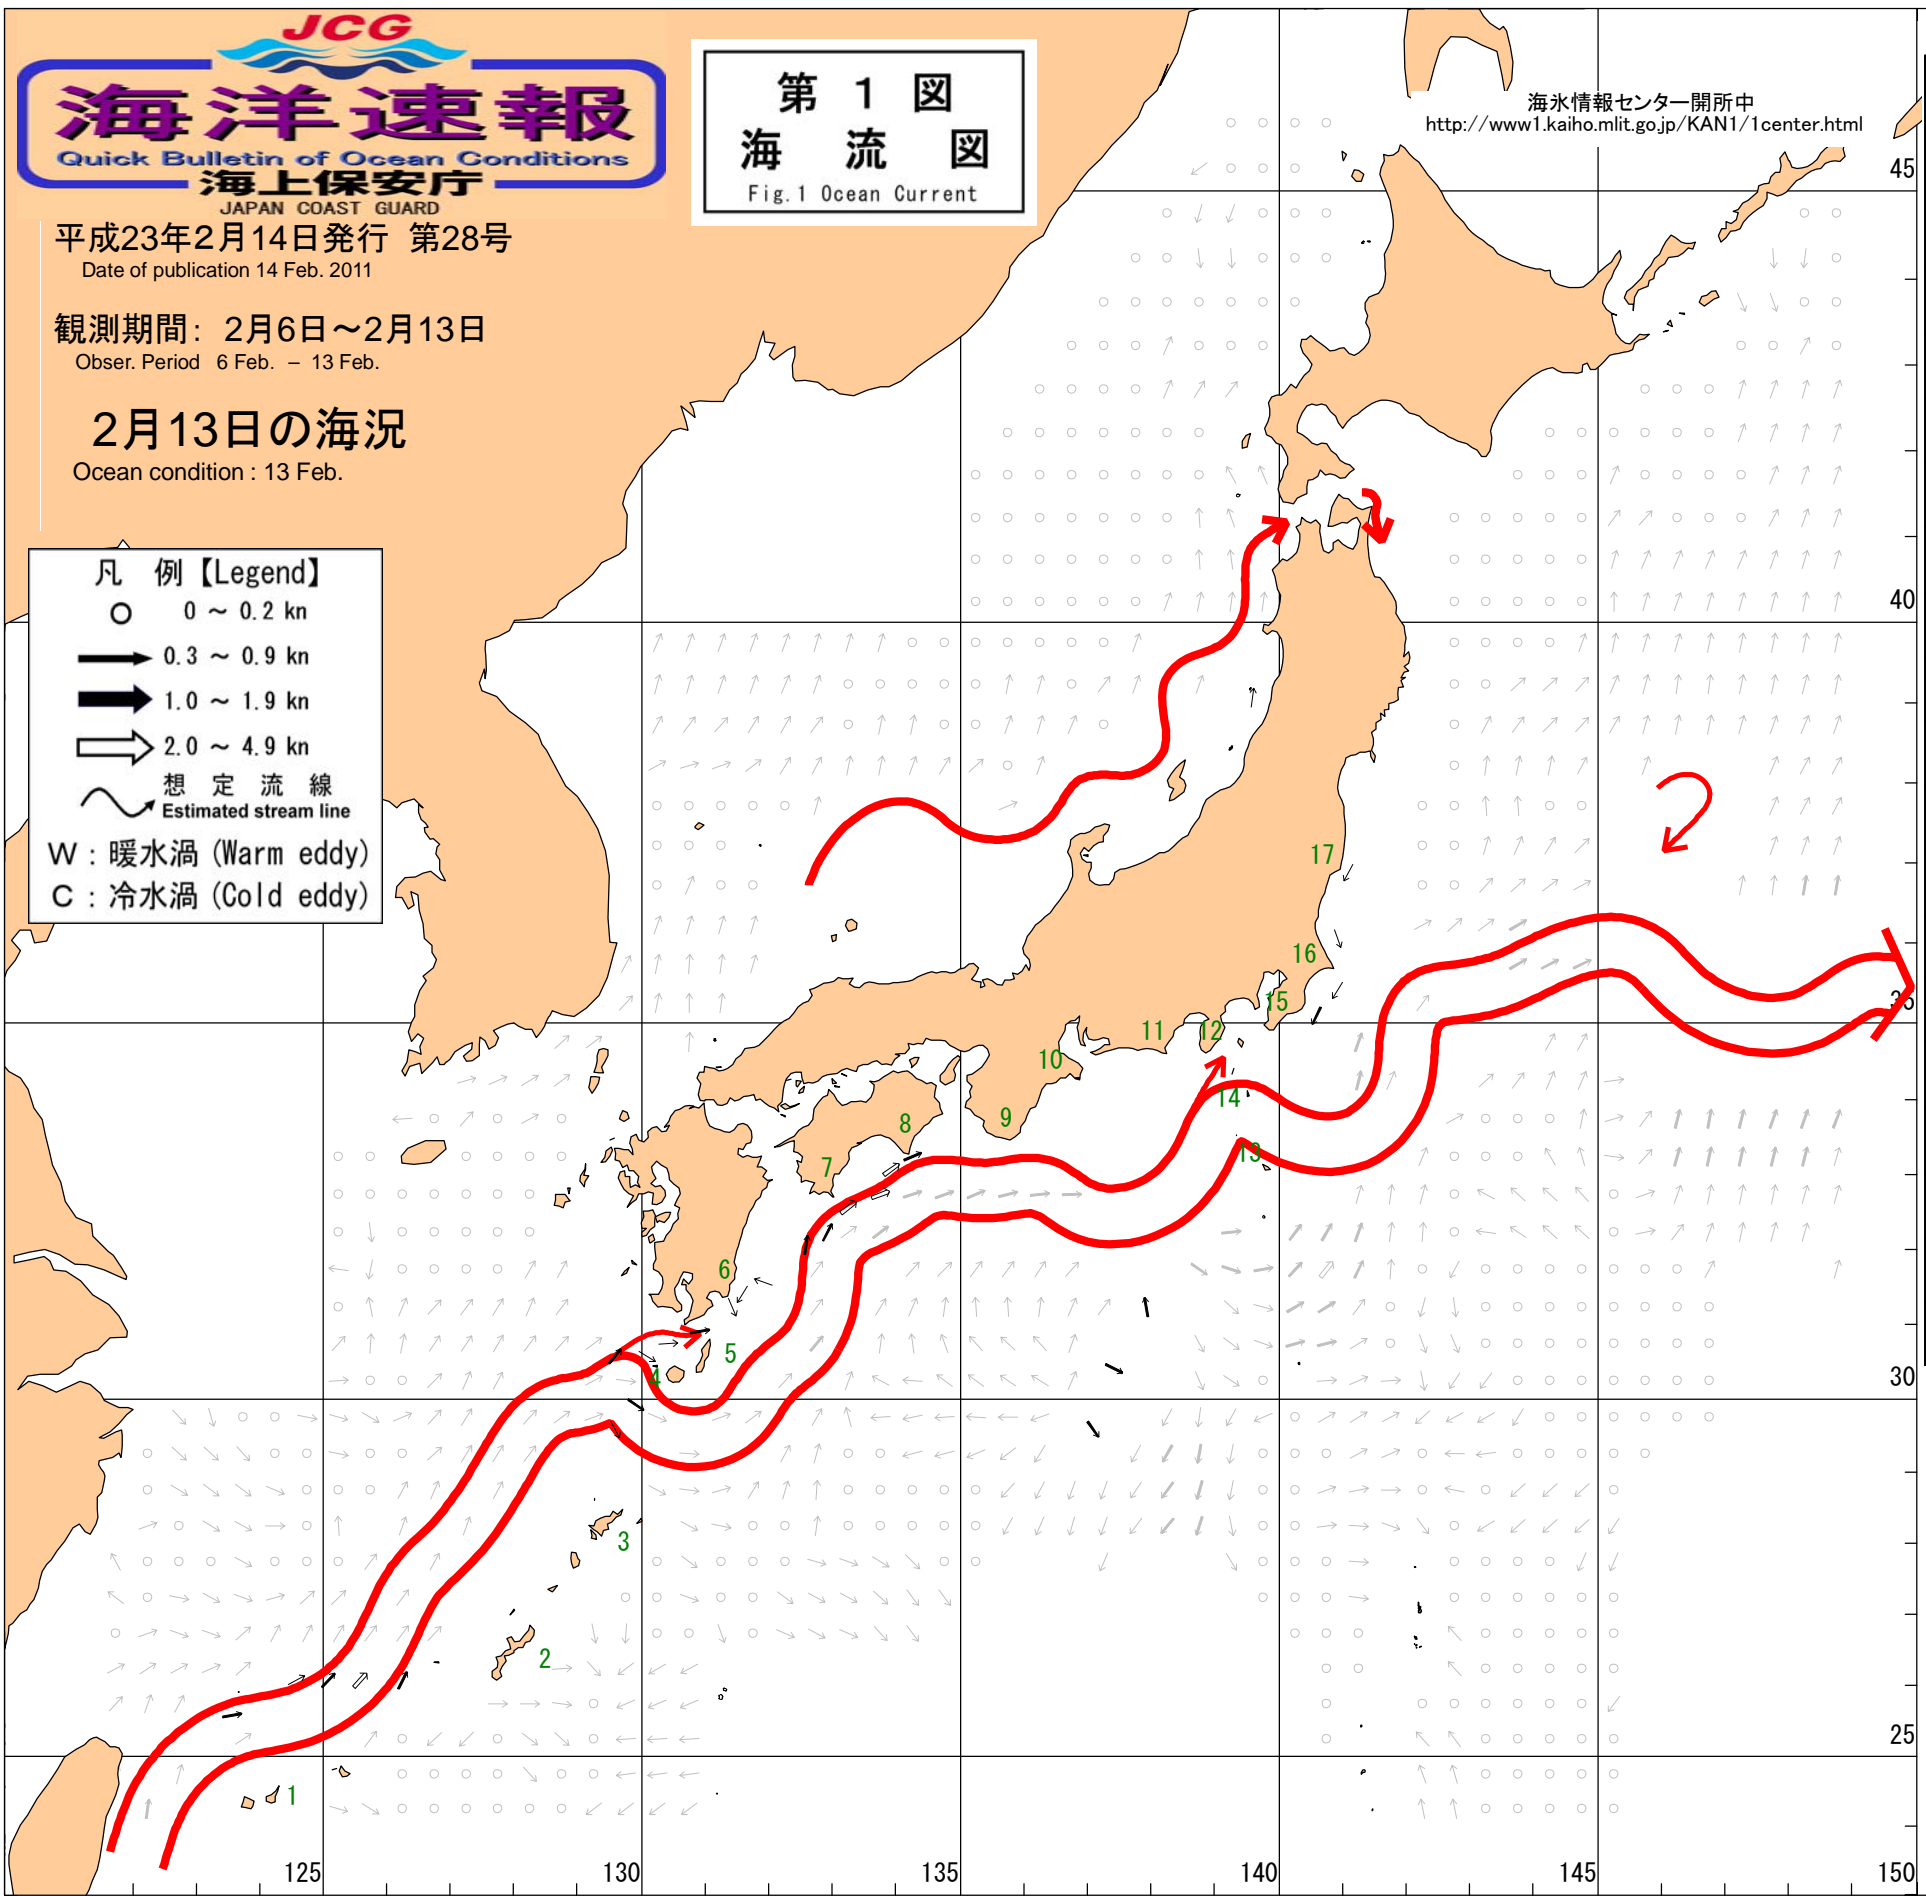 JCG
海洋速報
Quick Bulletin of Ocean Conditions
海上保安庁
JAPAN COAST GUARD
第 1 図
海 流 図
Fig.1 Ocean Current
海氷情報センター開所中
http://www1.kaiho.mlit.go.jp/KAN1/1center.html
平成23年2月14日発行 第28号
Date of publication 14 Feb. 2011
観測期間: 2月6日～2月13日
Obser. Period 6 Feb. – 13 Feb.
2月13日の海況
Ocean condition : 13 Feb.
凡 例【Legend】
0 ～ 0.2 kn
0.3 ～ 0.9 kn
1.0 ～ 1.9 kn
2.0 ～ 4.9 kn
想 定 流 線
Estimated stream line
W : 暖水渦 (Warm eddy)
C : 冷水渦 (Cold eddy)
45
40
17
16
15
35
12
11
10
14
9
8
13
7
6
5
4
30
3
2
25
1
125
130
135
140
145
150